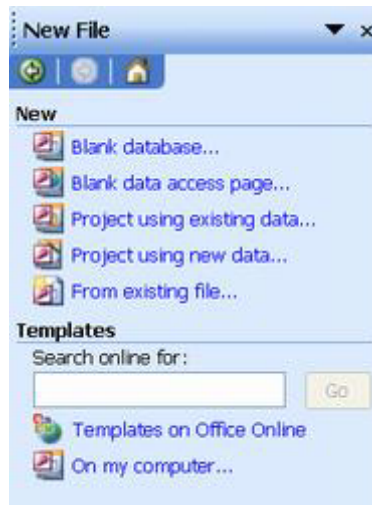 New File
New
Blank database...
Blank data access page...
Project using existing data...
Project using new data...
From existing file...
Templates
Search online for:
Go
Templates on Office Online
On my computer...